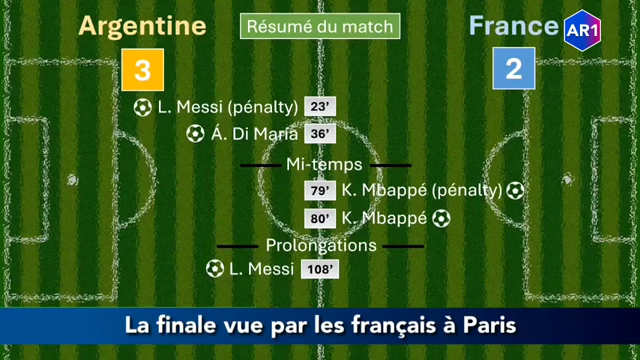 Argentine
Résumé du match
France
AR1
3
2
L. Messi (pénalty) 23'
Á. Di María 36'
Mi-temps
79' K. Mbappé (pénalty)
80' K. Mbappé
Prolongations
L. Messi 108'
La finale vue par les français à Paris